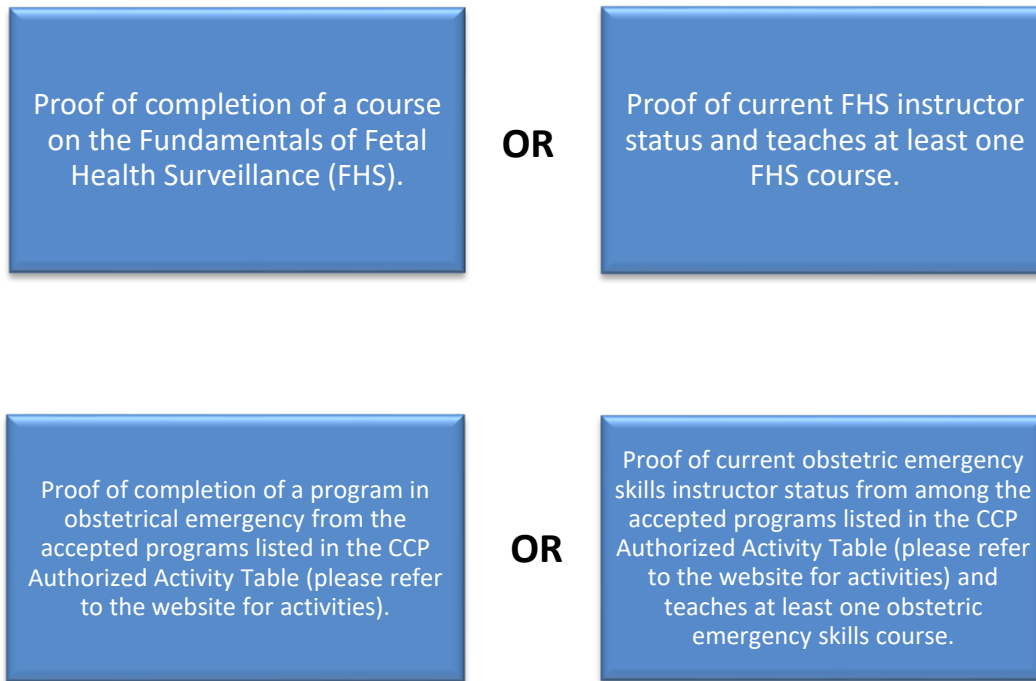 Proof of completion of a course
on the Fundamentals of Fetal
Health Surveillance (FHS).
OR
Proof of current FHS instructor
status and teaches at least one
FHS course.
Proof of completion of a program in
obstetrical emergency from the
accepted programs listed in the CCP
Authorized Activity Table (please refer
to the website for activities).
OR
Proof of current obstetric emergency
skills instructor status from among the
accepted programs listed in the CCP
Authorized Activity Table (please refer
to the website for activities) and
teaches at least one obstetric
emergency skills course.